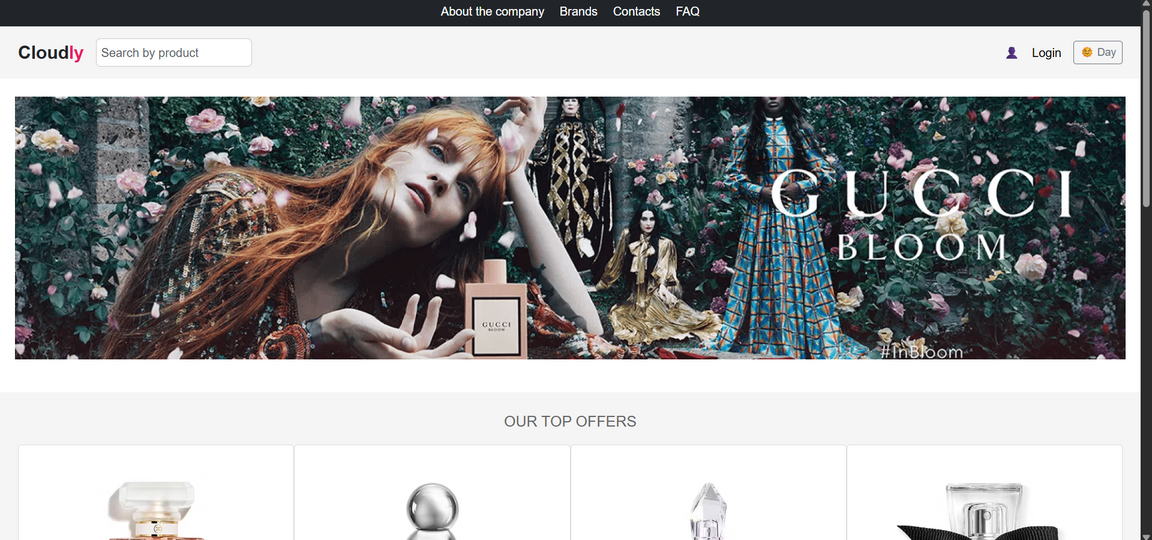 About the company Brands Contacts FAQ
Cloudly Search by product Login Day
GUCCI
BLOOM
GUCCI
BLOOM
#InBloom
OUR TOP OFFERS